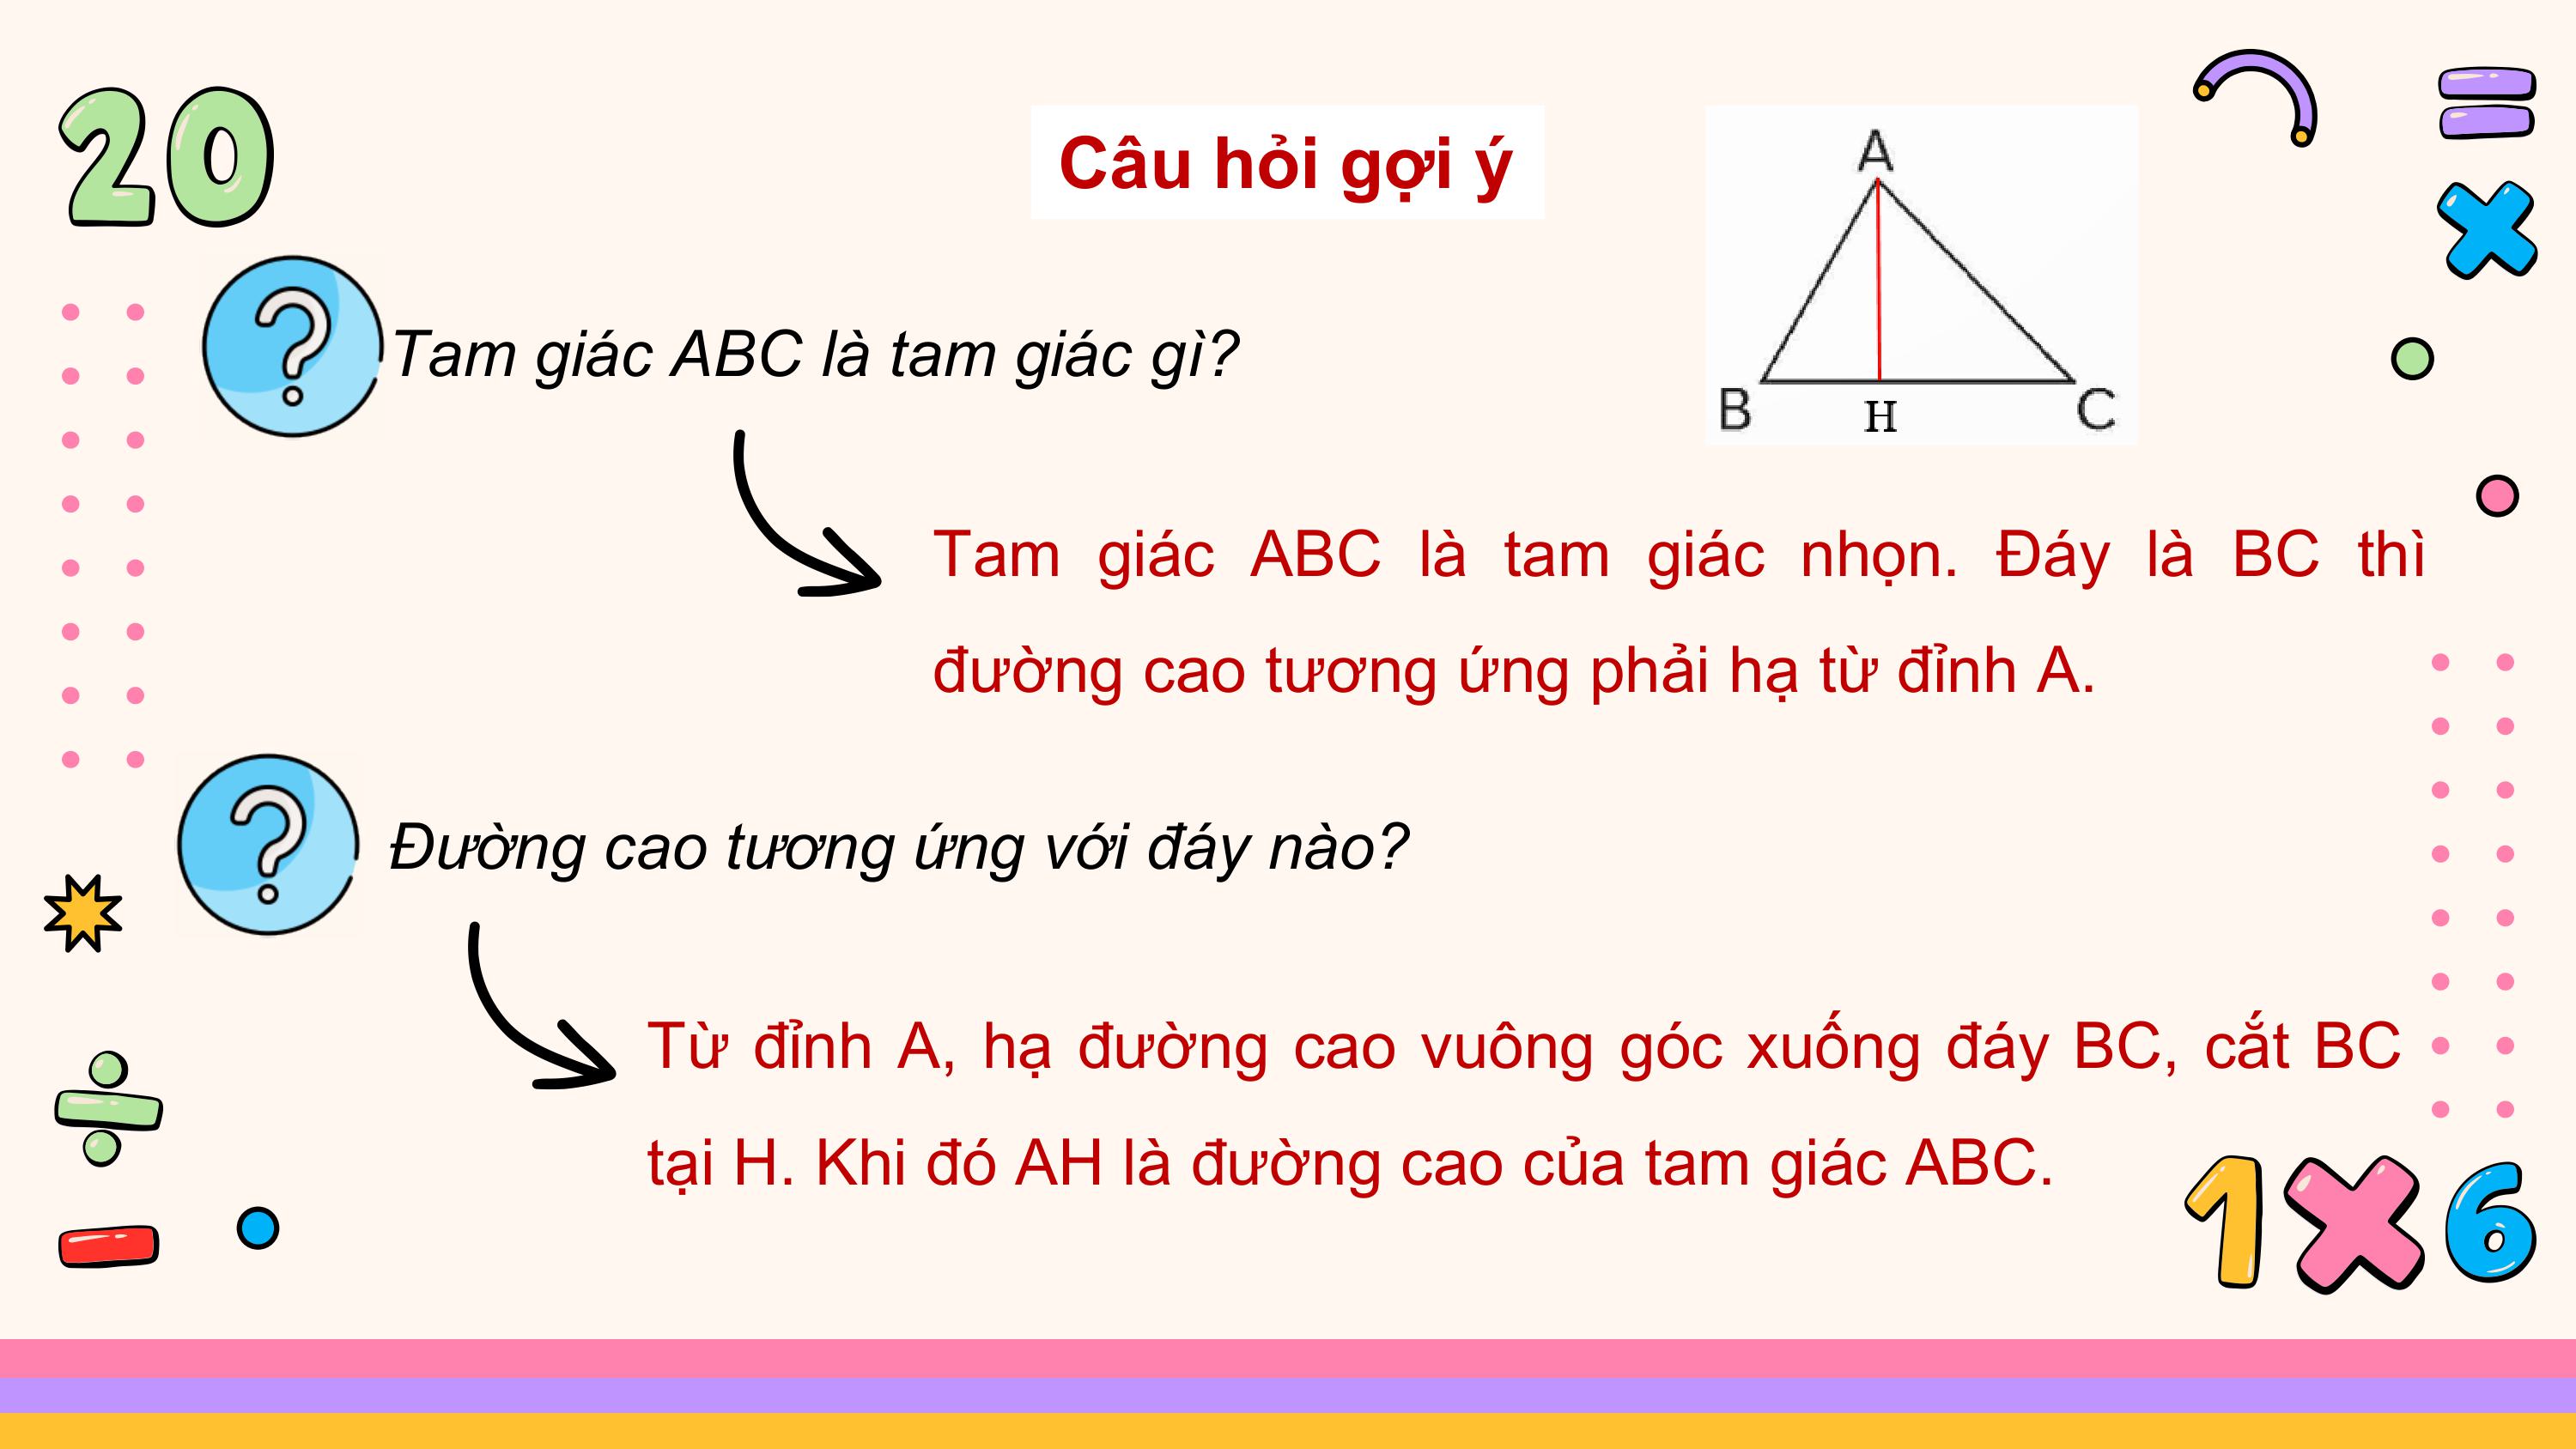 20
Câu hỏi gợi ý
A
B
H
C
Tam giác ABC là tam giác gì?
Tam giác ABC là tam giác nhọn. Đáy là BC thì
đường cao tương ứng phải hạ từ đỉnh A.
Đường cao tương ứng với đáy nào?
Từ đỉnh A, hạ đường cao vuông góc xuống đáy BC, cắt BC
tại H. Khi đó AH là đường cao của tam giác ABC.
1×6